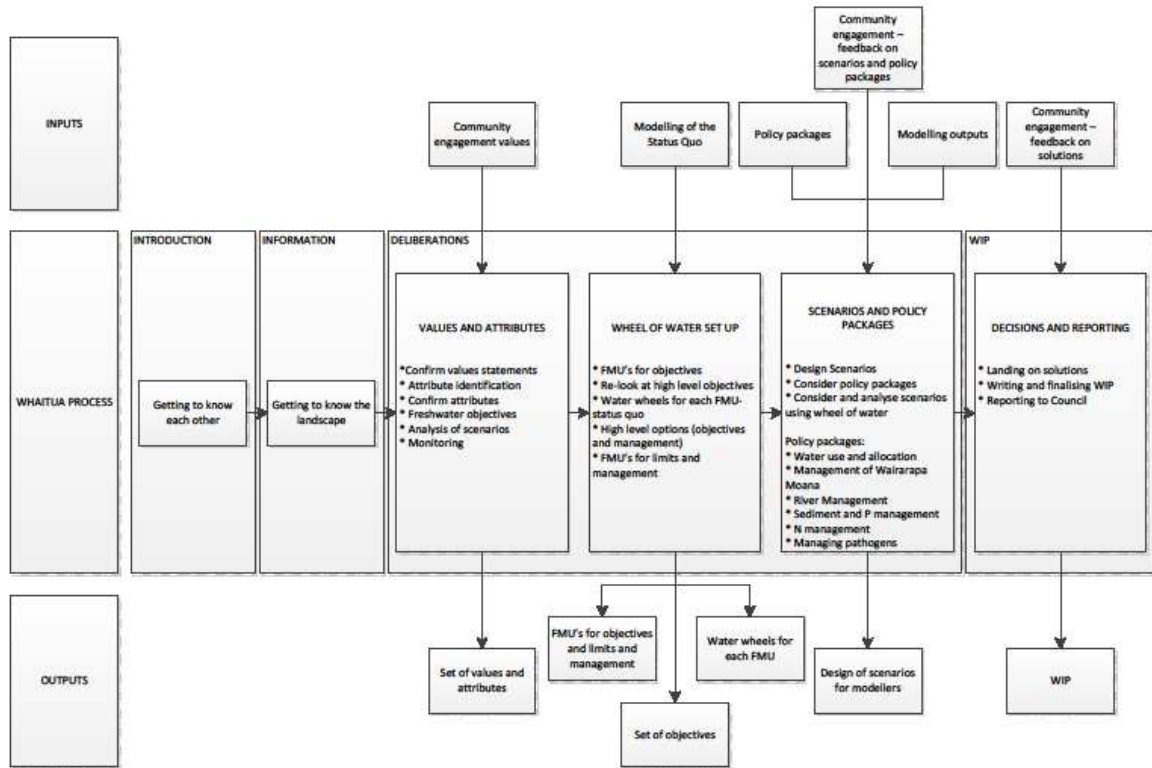 Community
engagement –
feedback on
scenarios and policy
packages
INPUTS
Community
engagement values
Modelling of the
Status Quo
Policy packages
Modelling outputs
Community
engagement –
feedback on
solutions
WHAITUA PROCESS
INTRODUCTION
INFORMATION
DELIBERATIONS
WIP
Getting to know
each other
Getting to know the
landscape
VALUES AND ATTRIBUTES
*Confirm values statements
* Attribute identification
* Confirm attributes
* Freshwater objectives
* Analysis of scenarios
* Monitoring
WHEEL OF WATER SET UP
* FMU's for objectives
* Re-look at high level objectives
* Water wheels for each FMU-
status quo
* High level options (objectives
and management)
* FMU's for limits and
management
SCENARIOS AND POLICY
PACKAGES
* Design Scenarios
* Consider policy packages
* Consider and analyse scenarios
using wheel of water
Policy packages:
* Water use and allocation
* Management of Wairarapa
Moana
* River Management
* Sediment and P management
* N management
* Managing pathogens
DECISIONS AND REPORTING
* Landing on solutions
* Writing and finalising WIP
* Reporting to Council
OUTPUTS
Set of values and
attributes
FMU's for objectives
and limits and
management
Set of objectives
Water wheels for
each FMU
Design of scenarios
for modellers
WIP